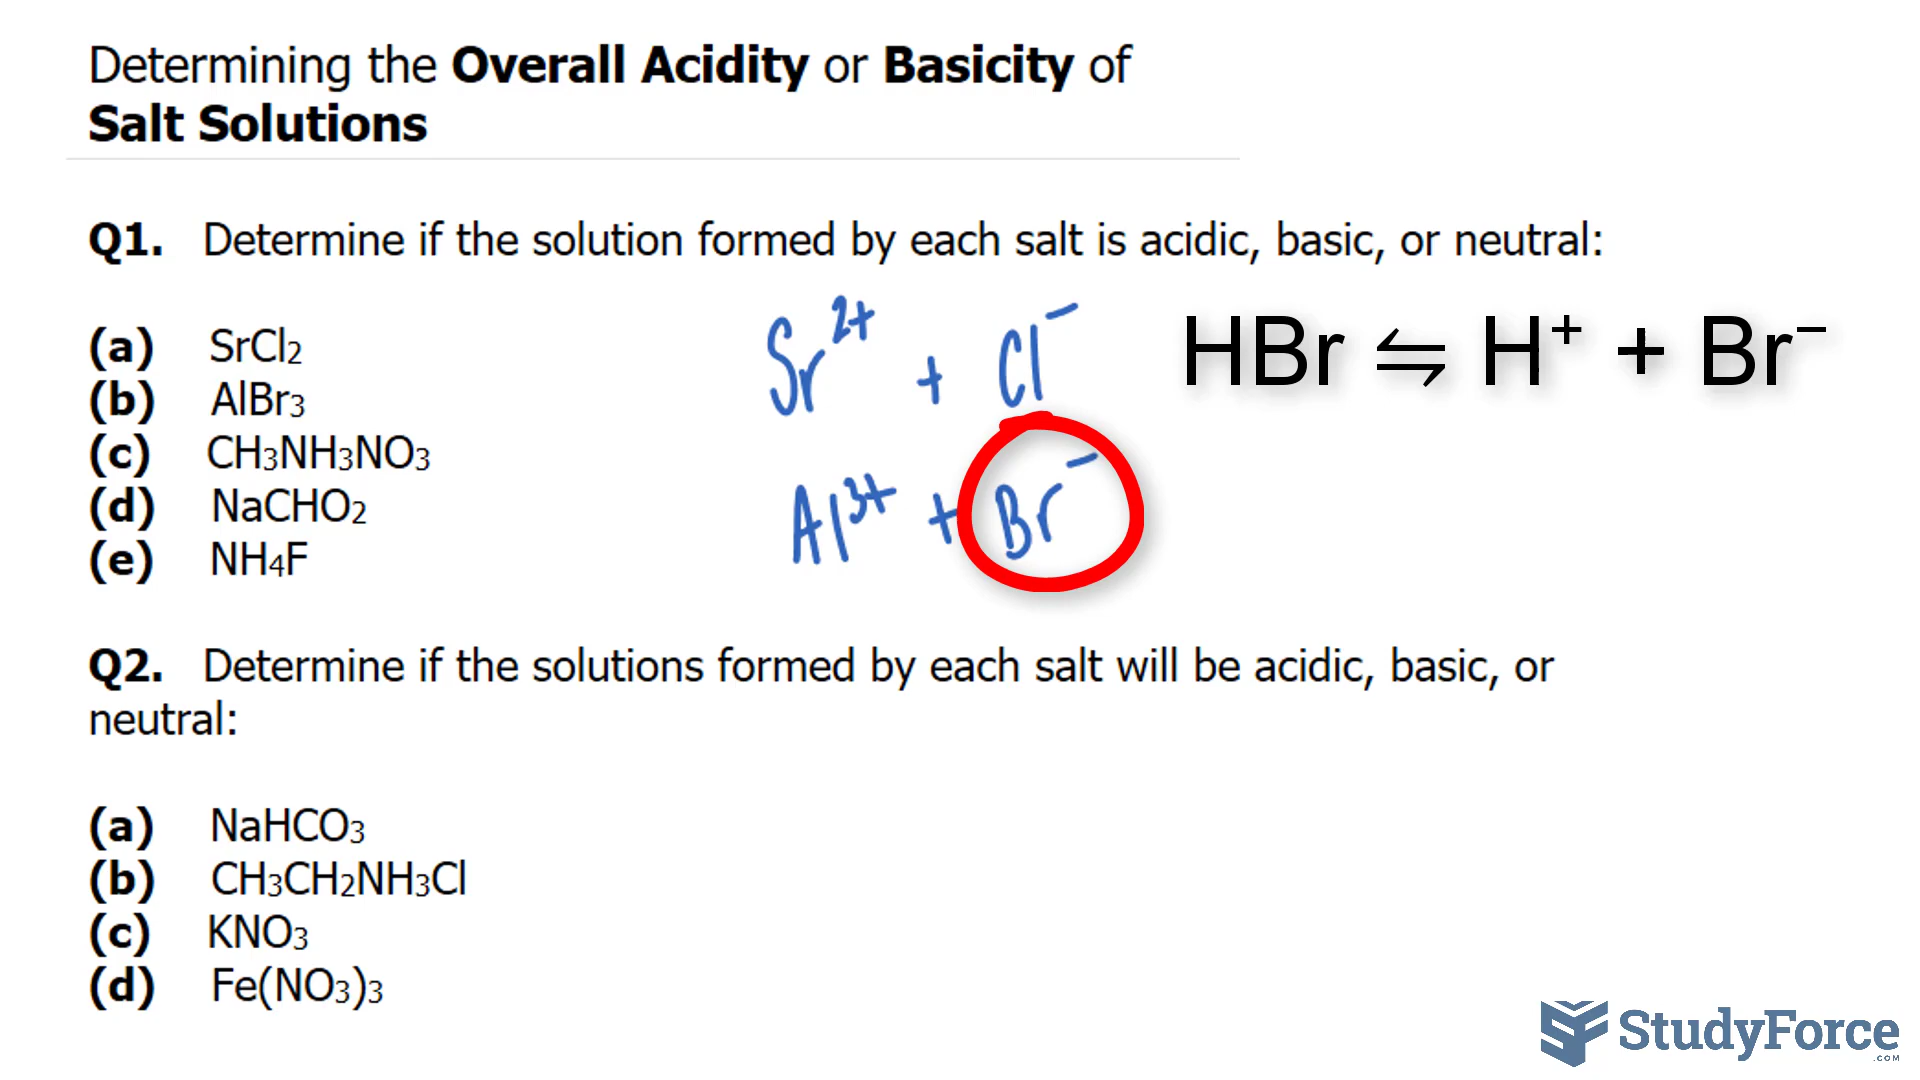 Determining the Overall Acidity or Basicity of
Salt Solutions
Q1. Determine if the solution formed by each salt is acidic, basic, or neutral:
(a) SrCl₂
(b) AlBr₃
(c) CH₃NH₃NO₃
(d) NaCHO₂
(e) NH₄F
Sr²⁺ + Cl⁻
Al³⁺ + Br⁻
HBr ⇋ H⁺ + Br⁻
Q2. Determine if the solutions formed by each salt will be acidic, basic, or
neutral:
(a) NaHCO₃
(b) CH₃CH₂NH₃Cl
(c) KNO₃
(d) Fe(NO₃)₃
StudyForce
.COM